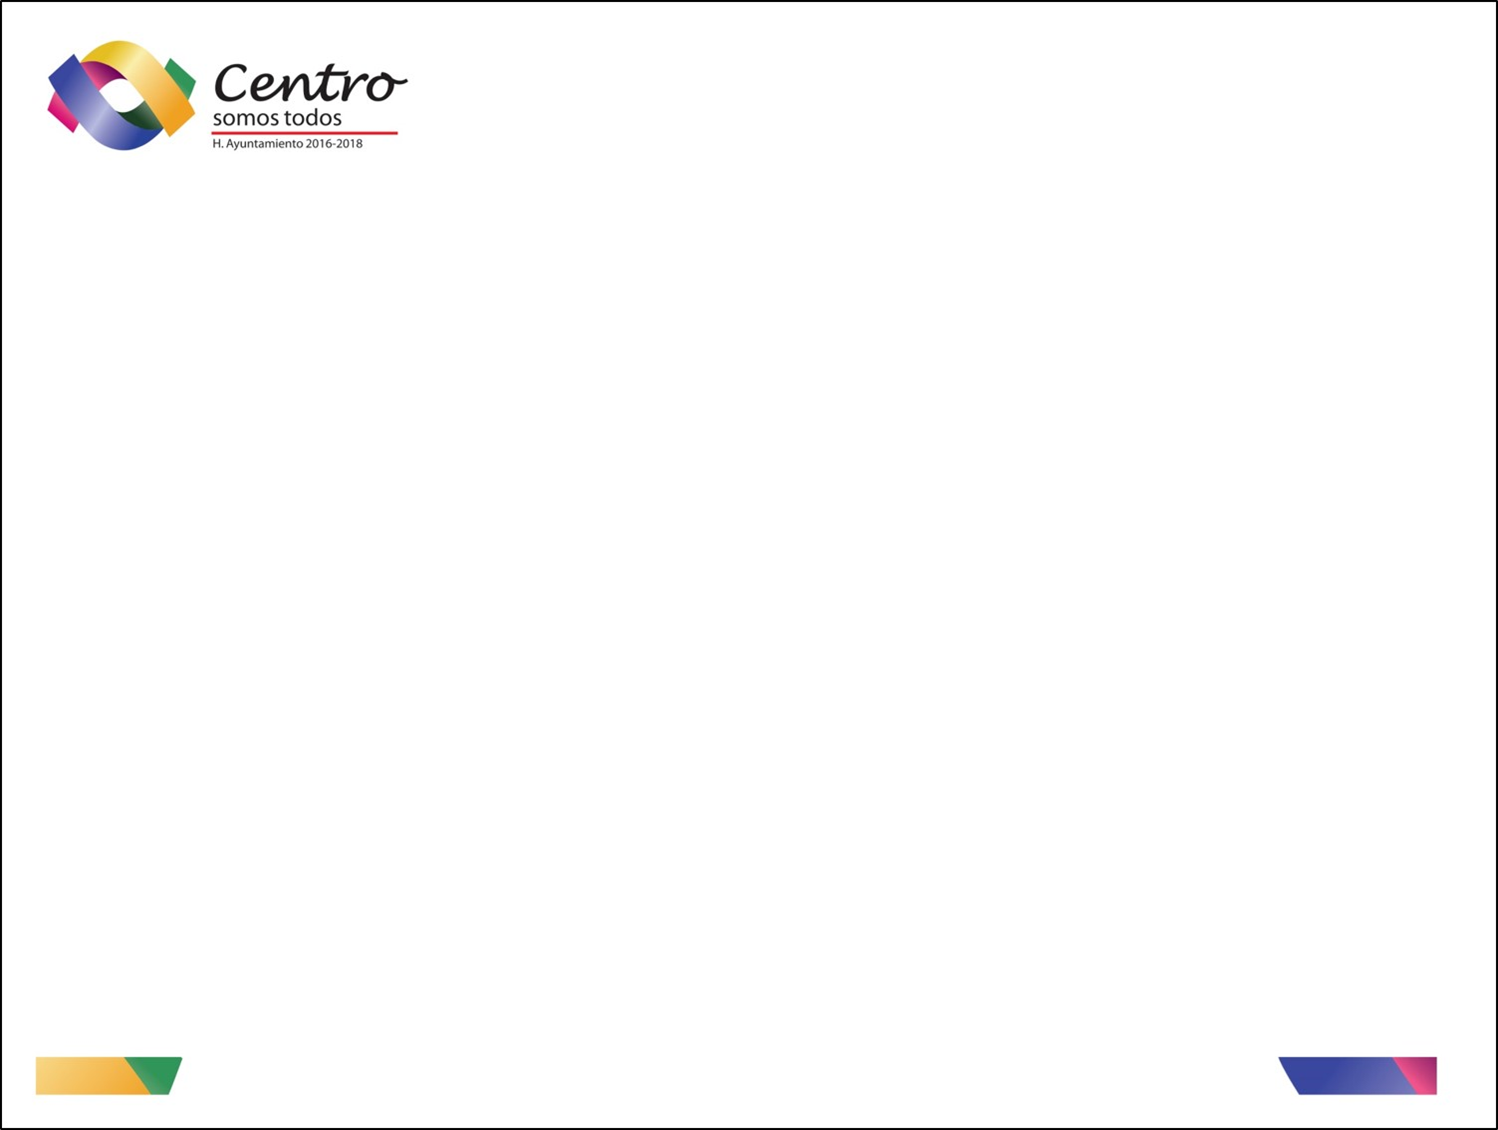 Centro
somos todos
H. Ayuntamiento 2016-2018